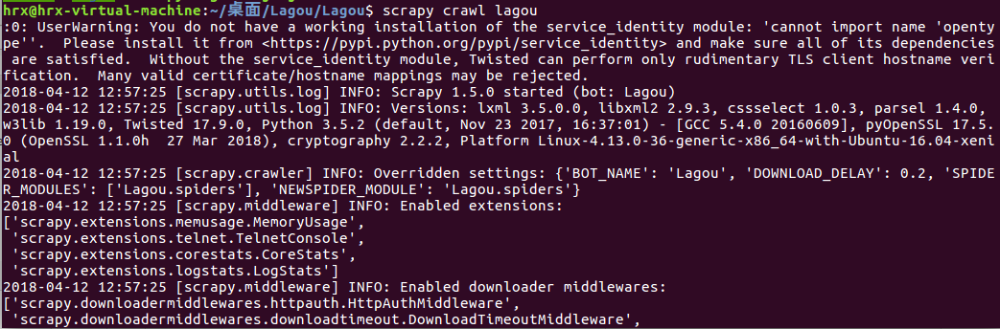 hrx@hrx-virtual-machine:~/桌面/Lagou/Lagou$ scrapy crawl lagou
:0: UserWarning: You do not have a working installation of the service_identity module: 'cannot import name 'openty
pe''.  Please install it from <https://pypi.python.org/pypi/service_identity> and make sure all of its dependencies
 are satisfied.  Without the service_identity module, Twisted can perform only rudimentary TLS client hostname veri
fication.  Many valid certificate/hostname mappings may be rejected.
2018-04-12 12:57:25 [scrapy.utils.log] INFO: Scrapy 1.5.0 started (bot: Lagou)
2018-04-12 12:57:25 [scrapy.utils.log] INFO: Versions: lxml 3.5.0.0, libxml2 2.9.3, cssselect 1.0.3, parsel 1.4.0,
w3lib 1.19.0, Twisted 17.9.0, Python 3.5.2 (default, Nov 23 2017, 16:37:01) - [GCC 5.4.0 20160609], pyOpenSSL 17.5.
0 (OpenSSL 1.1.0h  27 Mar 2018), cryptography 2.2.2, Platform Linux-4.13.0-36-generic-x86_64-with-Ubuntu-16.04-xeni
al
2018-04-12 12:57:25 [scrapy.crawler] INFO: Overridden settings: {'BOT_NAME': 'Lagou', 'DOWNLOAD_DELAY': 0.2, 'SPIDE
R_MODULES': ['Lagou.spiders'], 'NEWSPIDER_MODULE': 'Lagou.spiders'}
2018-04-12 12:57:25 [scrapy.middleware] INFO: Enabled extensions:
['scrapy.extensions.memusage.MemoryUsage',
 'scrapy.extensions.telnet.TelnetConsole',
 'scrapy.extensions.corestats.CoreStats',
 'scrapy.extensions.logstats.LogStats']
2018-04-12 12:57:25 [scrapy.middleware] INFO: Enabled downloader middlewares:
['scrapy.downloadermiddlewares.httpauth.HttpAuthMiddleware',
 'scrapy.downloadermiddlewares.downloadtimeout.DownloadTimeoutMiddleware',